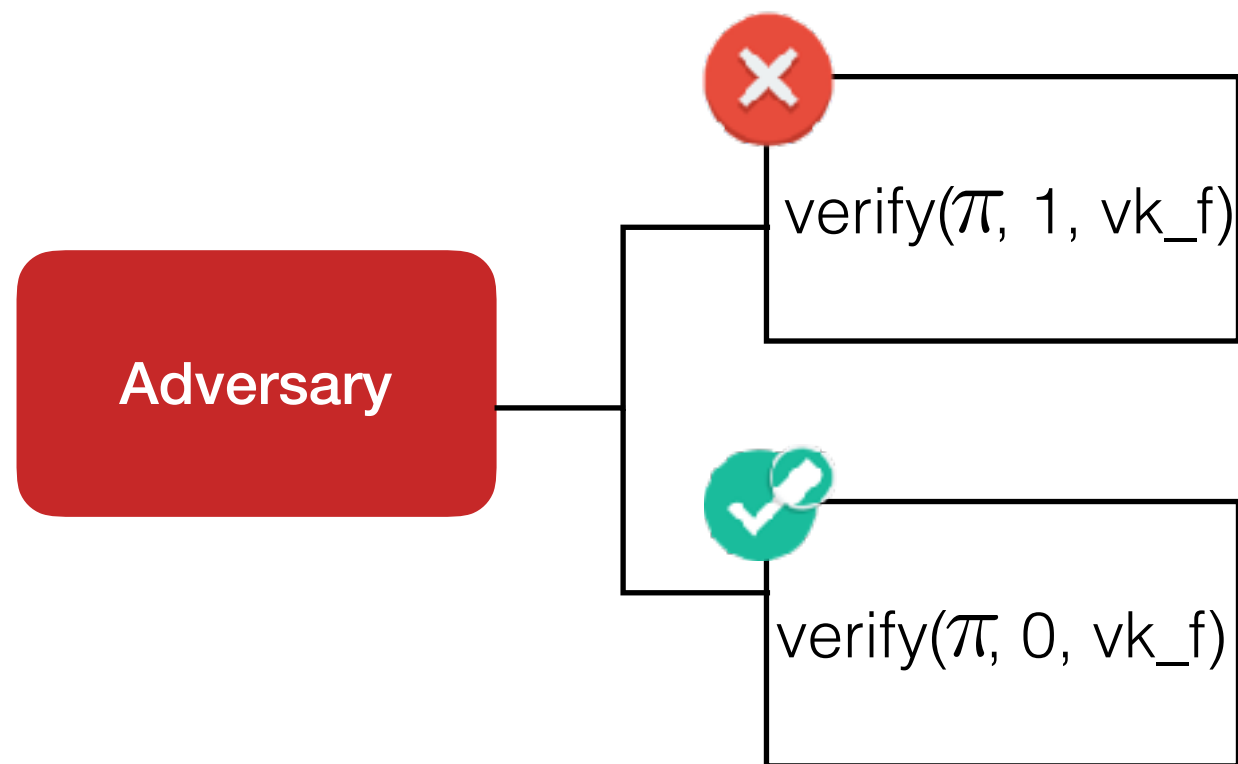 verify(π, 1, vk_f)
Adversary
verify(π, 0, vk_f)